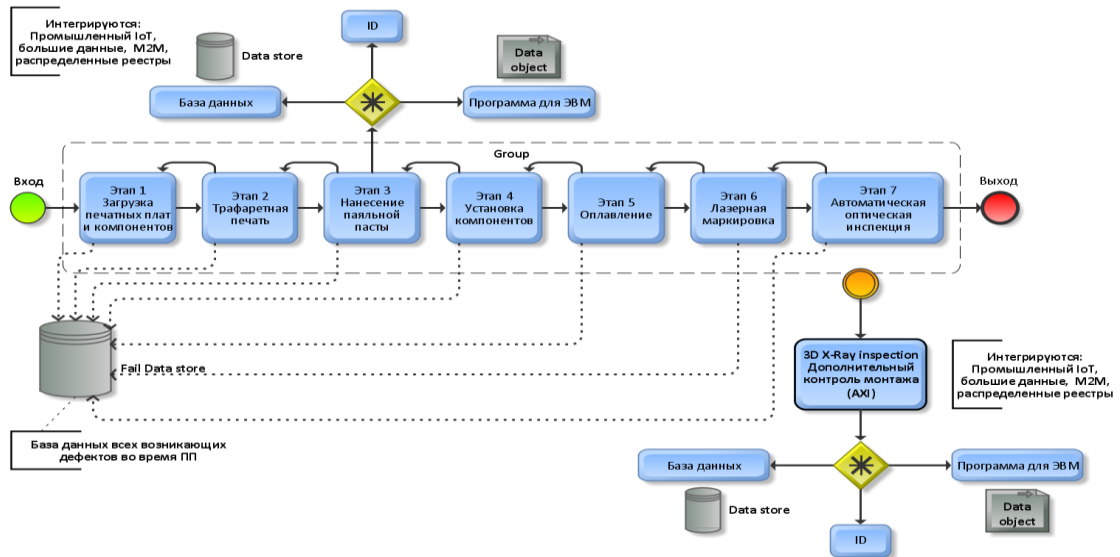 Интегрируются:
Промышленный IoT,
большие данные, M2M,
распределенные реестры
ID
Data store
Data
object
База данных
Программа для ЭВМ
Group
Вход
Этап 1
Загрузка
печатных плат
и компонентов
Этап 2
Трафаретная
печать
Этап 3
Нанесение
паяльной
пасты
Этап 4
Установка
компонентов
Этап 5
Оплавление
Этап 6
Лазерная
маркировка
Этап 7
Автоматическая
оптическая
инспекция
Выход
Fail Data store
База данных всех возникающих
дефектов во время ПП
3D X-Ray inspection
Дополнительный
контроль монтажа
(AXI)
Интегрируются:
Промышленный IoT,
большие данные, M2M,
распределенные реестры
База данных
Программа для ЭВМ
Data store
Data
object
ID